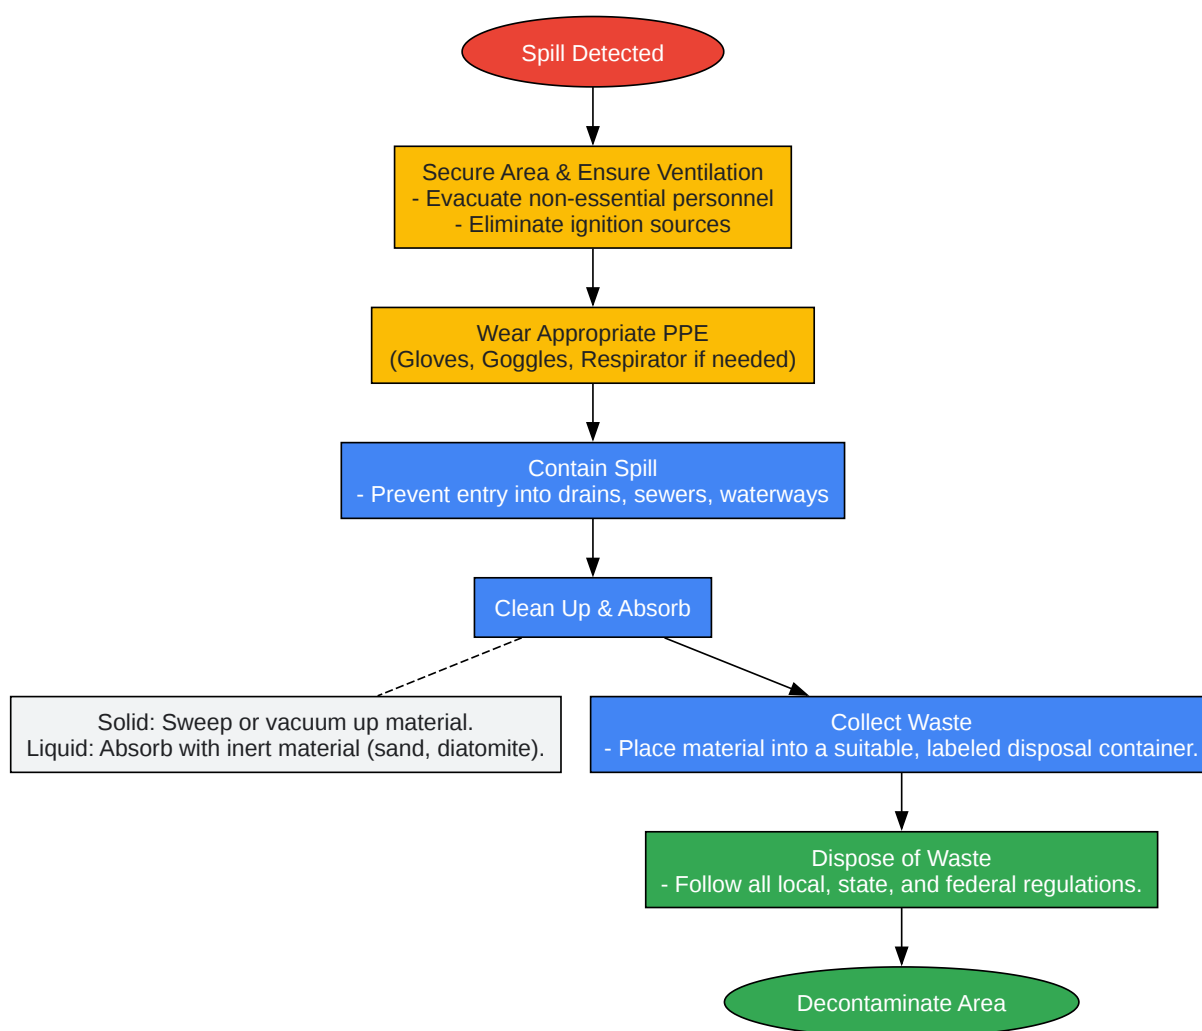 Spill Detected
Secure Area & Ensure Ventilation
- Evacuate non-essential personnel
- Eliminate ignition sources
Wear Appropriate PPE
(Gloves, Goggles, Respirator if needed)
Contain Spill
- Prevent entry into drains, sewers, waterways
Clean Up & Absorb
Solid: Sweep or vacuum up material.
Liquid: Absorb with inert material (sand, diatomite).
Collect Waste
- Place material into a suitable, labeled disposal container.
Dispose of Waste
- Follow all local, state, and federal regulations.
Decontaminate Area